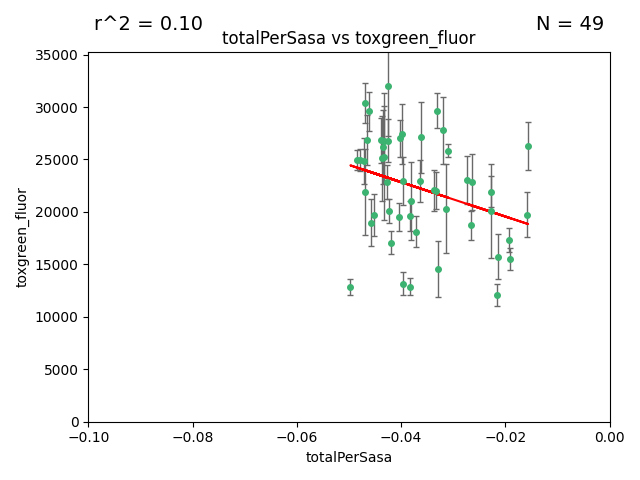 r^2 = 0.10
N = 49
totalPerSasa vs toxgreen_fluor
35000
30000
25000
20000
15000
10000
5000
0
toxgreen_fluor
−0.10
−0.08
−0.06
−0.04
−0.02
0.00
totalPerSasa